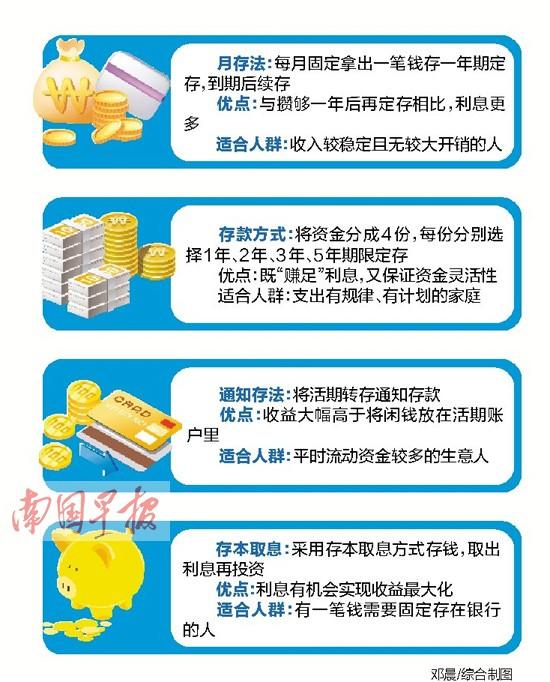 月存法:每月固定拿出一笔钱存一年期定
存,到期后续存
优点:与攒够一年后再定存相比,利息更
多
适合人群:收入较稳定且无较大开销的人
存款方式:将资金分成4份,每份分别选
择1年、2年、3年、5年期限定存
优点:既“赚足”利息,又保证资金灵活性
适合人群:支出有规律、有计划的家庭
通知存法:将活期转存通知存款
优点:收益大幅高于将闲钱放在活期账
户里
适合人群:平时流动资金较多的生意人
CARD
南国早报
存本取息:采用存本取息方式存钱,取出
利息再投资
优点:利息有机会实现收益最大化
适合人群:有一笔钱需要固定存在银行
的人
邓晨/综合制图